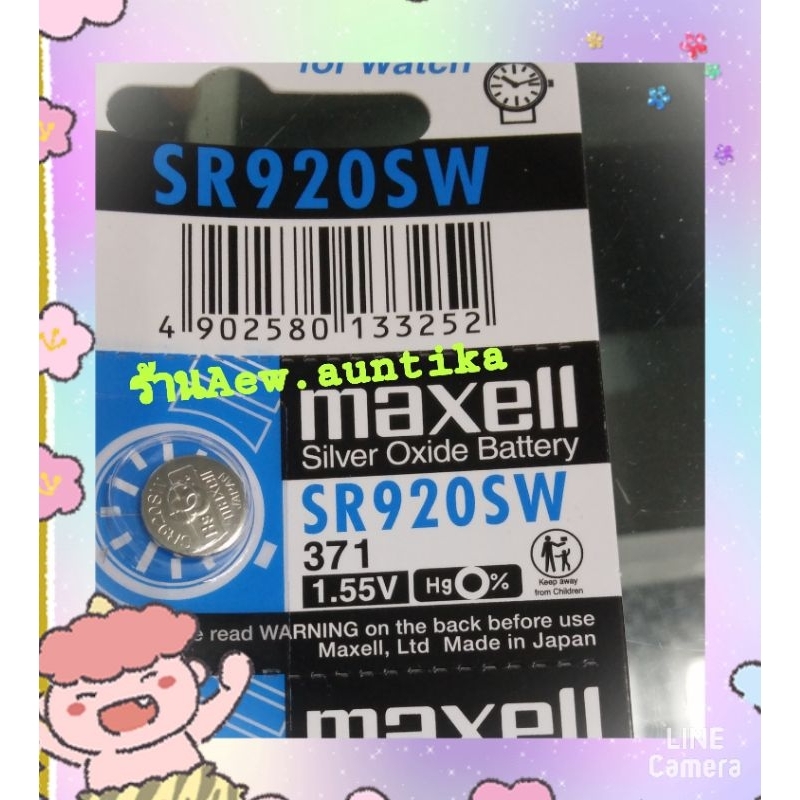 for Watch
SR920SW
4 902580 133252
ร้านAew.auntika
maxell
Silver Oxide Battery
SR920SW
371
1.55V Hg 0%
Keep away
from Children
read WARNING on the back before use
Maxell, Ltd Made in Japan
maxell
LINE
Camera